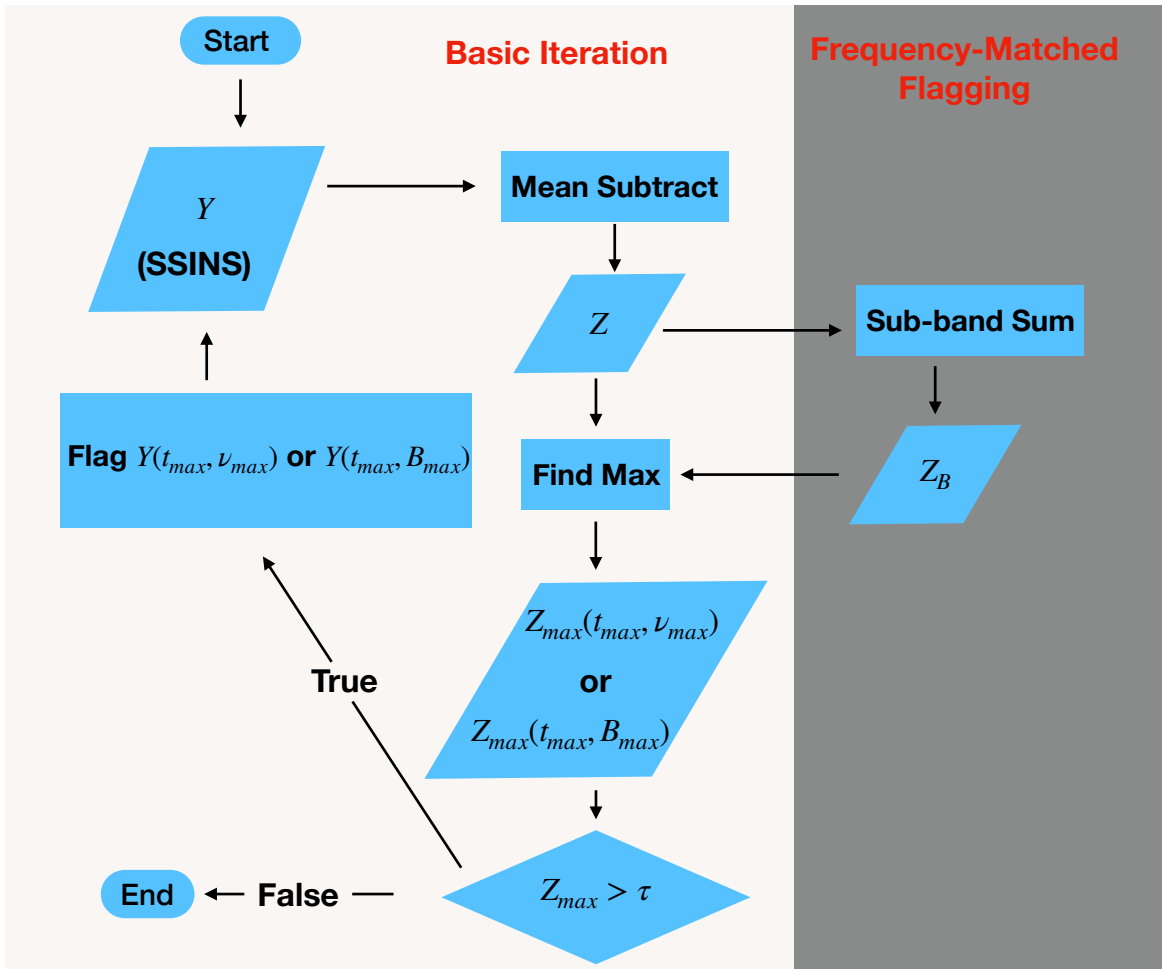 Start
Basic Iteration
Frequency-Matched
Flagging
Y
(SSINS)
Mean Subtract
Z
Sub-band Sum
Flag Y(t_max, ν_max) or Y(t_max, B_max)
Find Max
Z_B
Z_max(t_max, ν_max)
or
Z_max(t_max, B_max)
True
End
False
Z_max > τ